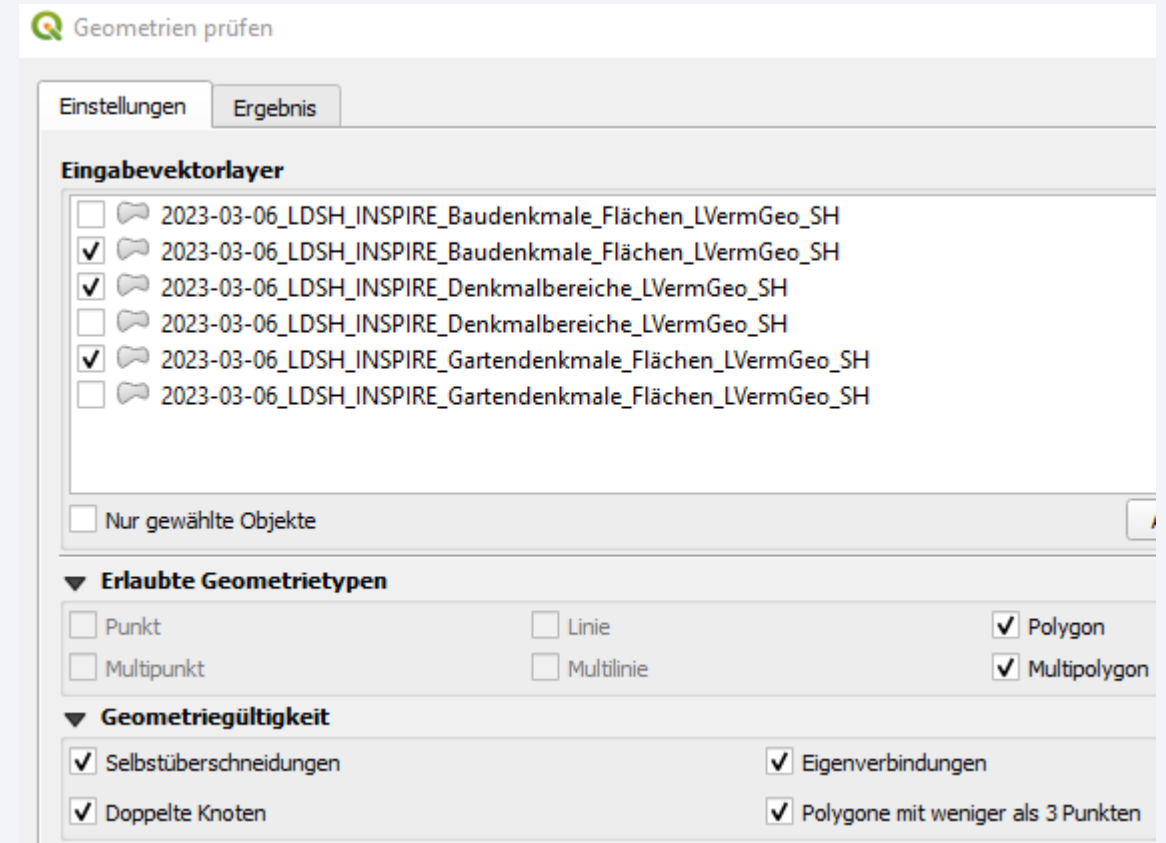 Geometrien prüfen
Einstellungen Ergebnis
Eingabevektorlayer
2023-03-06_LDSH_INSPIRE_Baudenkmale_Flächen_LVermGeo_SH
2023-03-06_LDSH_INSPIRE_Baudenkmale_Flächen_LVermGeo_SH
2023-03-06_LDSH_INSPIRE_Denkmalbereiche_LVermGeo_SH
2023-03-06_LDSH_INSPIRE_Denkmalbereiche_LVermGeo_SH
2023-03-06_LDSH_INSPIRE_Gartendenkmale_Flächen_LVermGeo_SH
2023-03-06_LDSH_INSPIRE_Gartendenkmale_Flächen_LVermGeo_SH
Nur gewählte Objekte
Erlaubte Geometrietypen
Punkt Linie Polygon
Multipunkt Multilinie Multipolygon
Geometriegültigkeit
Selbstüberschneidungen Eigenverbindungen
Doppelte Knoten Polygone mit weniger als 3 Punkten